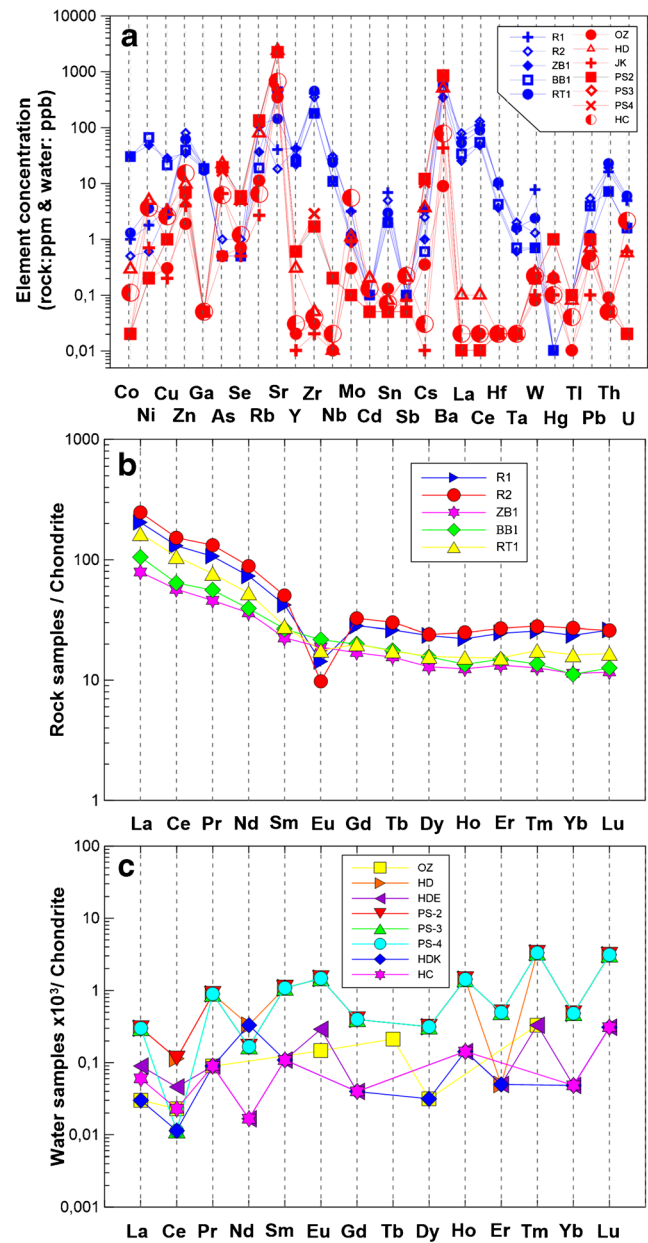 a
Element concentration
(rock:ppm & water: ppb)
10000
1000
100
10
1
0,1
0,01
R1
R2
ZB1
BB1
RT1
OZ
HD
JK
PS2
PS3
PS4
HC
Co Cu Ga Se Sr Zr Mo Sn Cs La Hf W Tl Th
Ni Zn As Rb Y Nb Cd Sb Ba Ce Ta Hg Pb U
b
Rock samples / Chondrite
1000
100
10
1
R1
R2
ZB1
BB1
RT1
La Ce Pr Nd Sm Eu Gd Tb Dy Ho Er Tm Yb Lu
c
Water samples x10³/ Chondrite
100
10
1
0,1
0,01
0,001
OZ
HD
HDE
PS-2
PS-3
PS-4
HDK
HC
La Ce Pr Nd Sm Eu Gd Tb Dy Ho Er Tm Yb Lu